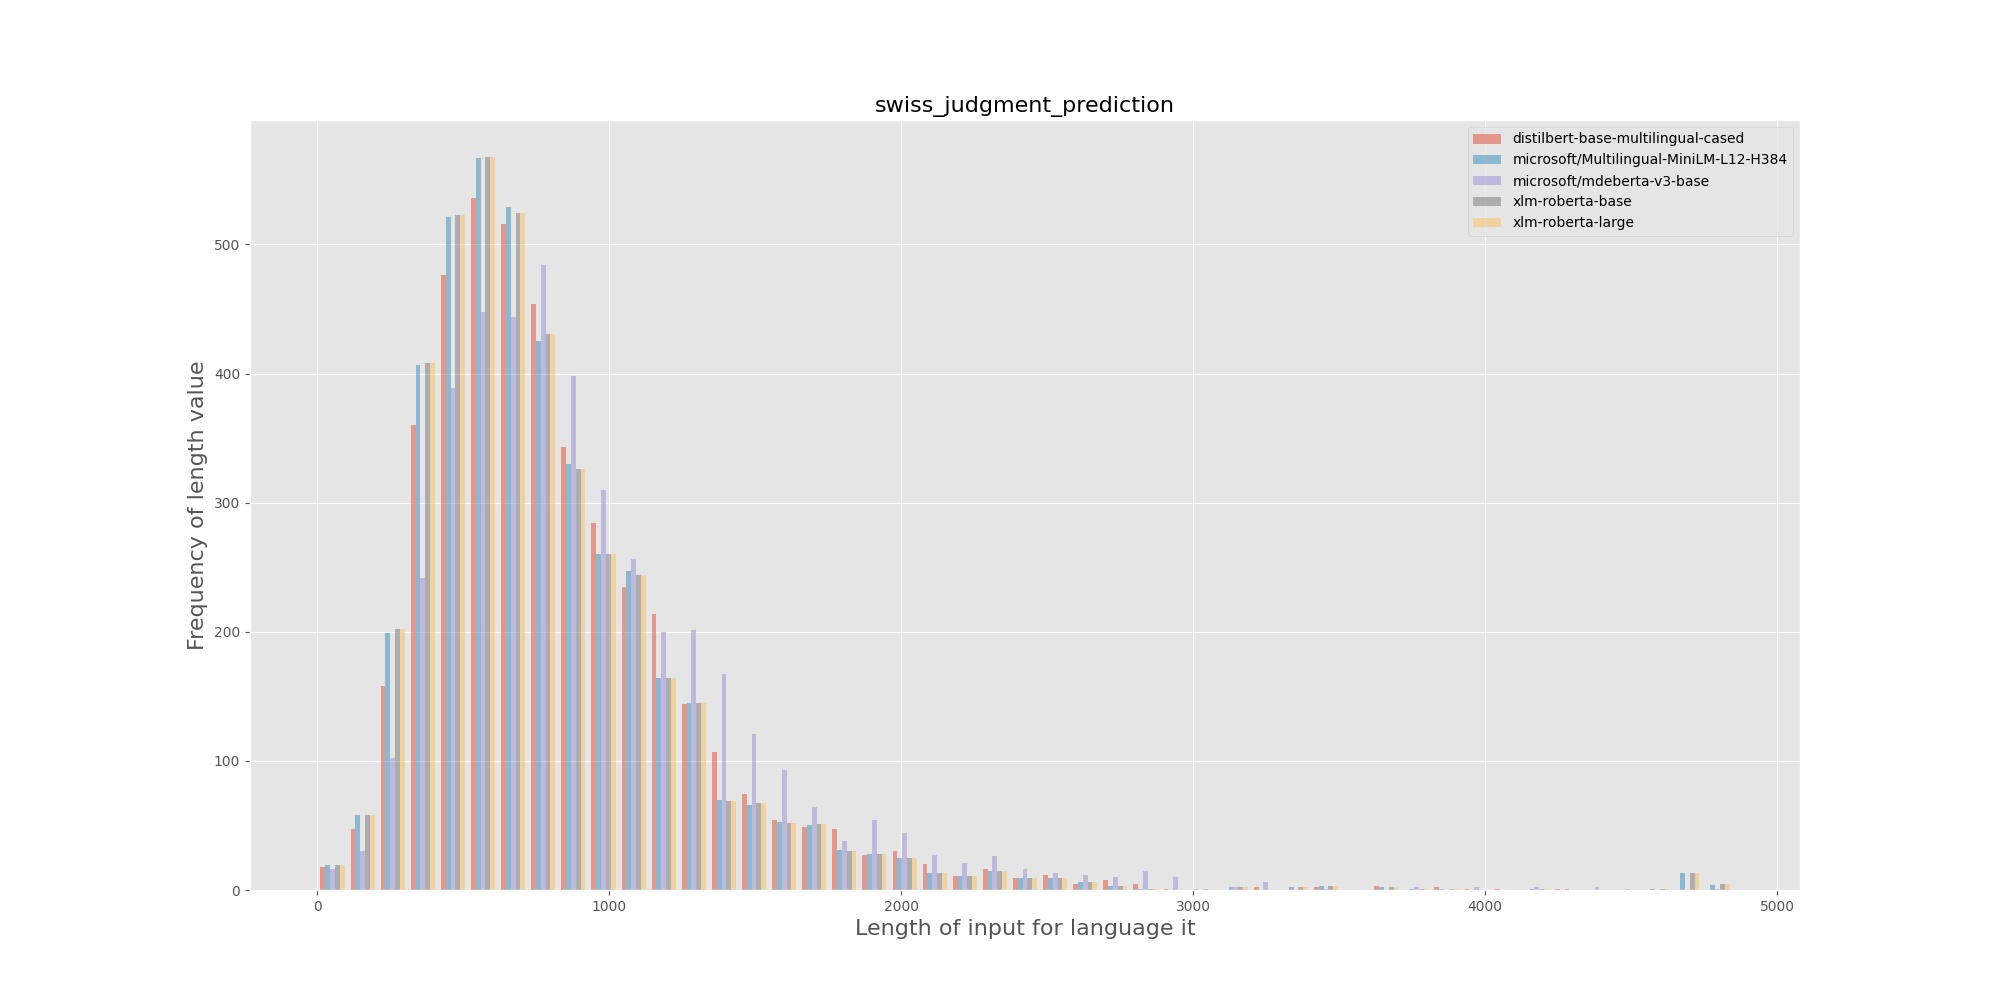 swiss_judgment_prediction
distilbert-base-multilingual-cased
microsoft/Multilingual-MiniLM-L12-H384
microsoft/mdeberta-v3-base
xlm-roberta-base
xlm-roberta-large
Frequency of length value
500
400
300
200
100
0
0 1000 2000 3000 4000 5000
Length of input for language it